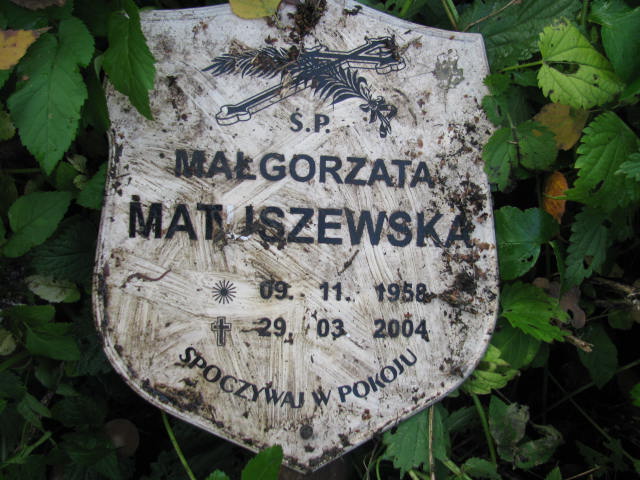 Ś.P.
MAŁGORZATA
MATUSZEWSKA
09. 11. 1958
29. 03 2004
SPOCZYWAJ W POKOJU